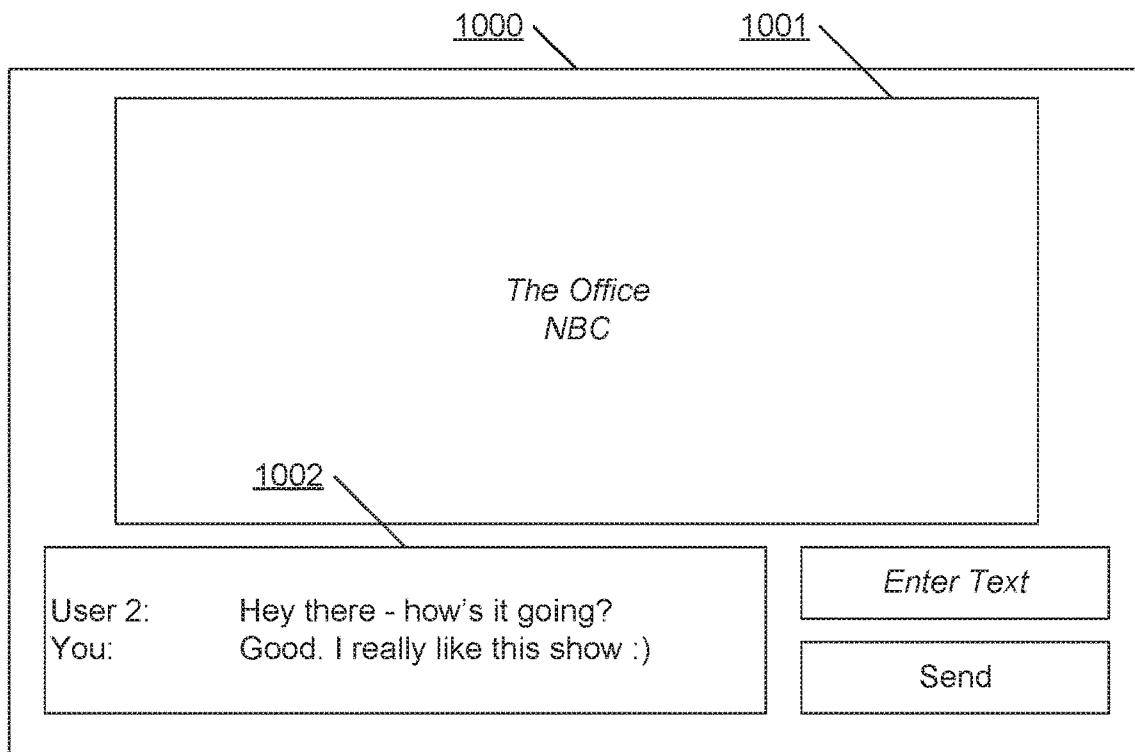 1000 1001
The Office
NBC
1002
User 2: Hey there - how's it going?
You: Good. I really like this show :)
Enter Text
Send